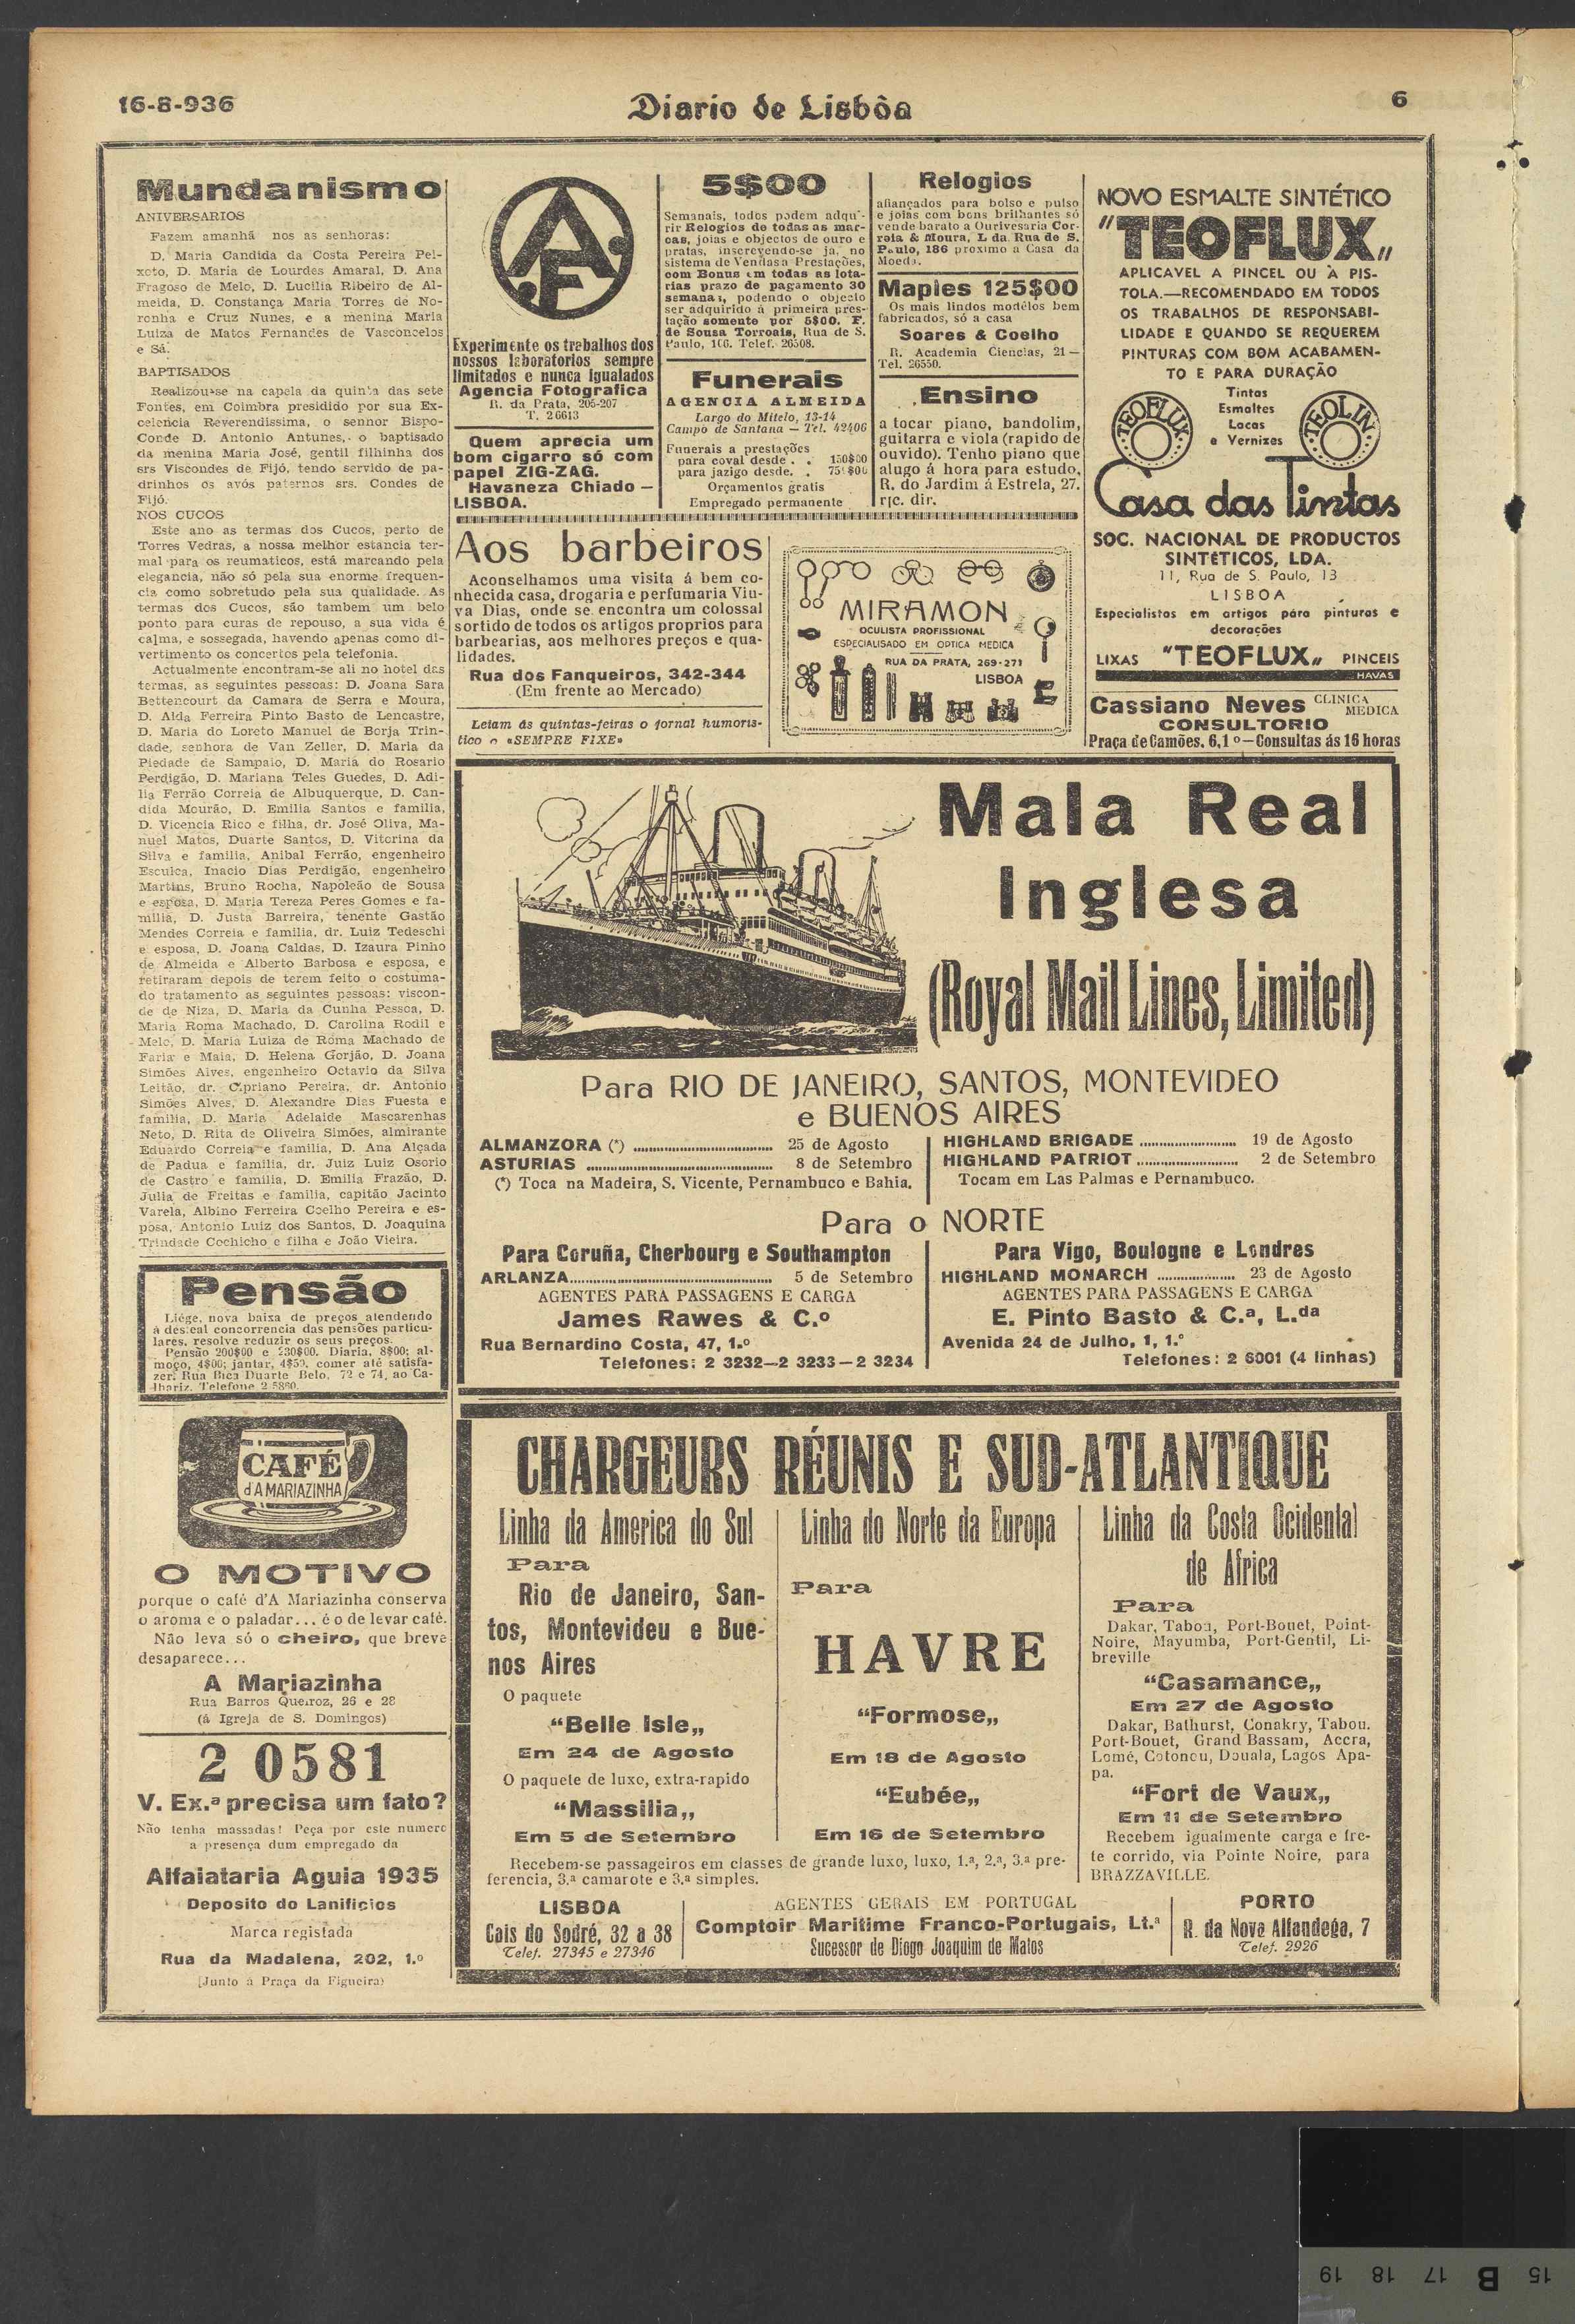 16-8-936
Diario de Lisbôa
6
Mundanismo
ANIVERSARIOS
Fazem amanhã nos as senhoras:
D. Maria Candida da Costa Pereira Pei-
xoto, D. Maria de Lourdes Amaral, D. Ana
Fragoso de Melo, D. Lucilia Ribeiro de Al-
meida, D. Constança Maria Torres de No-
ronha e Cruz Nunes, e a menina Maria
Luiza de Matos Fernandes de Vasconcelos
e Sá.
BAPTISADOS
Realizou-se na capela da quinta das sete
Fontes, em Coimbra presidido por sua Ex-
celencia Reverendissima, o senhor Bispo-
Conde D. Antonio Antunes, o baptisado
da menina Maria José, gentil filhinha dos
srs Viscondes de Fijó, tendo servido de pa-
drinhos os avós paternos srs. Condes de
Fijó.
NOS CUCOS
Este ano as termas dos Cucos, perto de
Torres Vedras, a nossa melhor estancia ter-
mal para os reumaticos, está marcando pela
elegancia, não só pela sua enorme frequen-
cia como sobretudo pela sua qualidade. As
termas dos Cucos, são tambem um belo
ponto para curas de repouso, a sua vida é
calma, e sossegada, havendo apenas como di-
vertimento os concertos pela telefonia.
Actualmente encontram-se ali no hotel das
termas, as seguintes pessoas: D. Joana Sara
Bettencourt da Camara de Serra e Moura,
D. Alda Ferreira Pinto Basto de Lencastre,
D. Maria do Loreto Manuel de Borja Trin-
dade, senhora de Van Zeller, D. Maria da
Piedade de Sampaio, D. Maria do Rosario
Perdigão, D. Mariana Teles Guedes, D. Adi-
lia Ferrão Correia de Albuquerque, D. Can-
dida Mourão, D. Emilia Santos e familia,
D. Vicencia Rico e filha, dr. José Oliva, Ma-
nuel Matos, Duarte Santos, D. Vitorina da
Silva e familia, Anibal Ferrão, engenheiro
Esculca, Inacio Dias Perdigão, engenheiro
Martins, Bruno Rocha, Napoleão de Sousa
e esposa, D. Maria Tereza Peres Gomes e fa-
milia, D. Justa Barreira, tenente Gastão
Mendes Correia e familia, dr. Luiz Tedeschi
e esposa, D. Joana Caldas, D. Izaura Pinho
de Almeida e Alberto Barbosa e esposa, e
retiraram depois de terem feito o costuma-
do tratamento as seguintes pessoas: viscon-
de de Niza, D. Maria da Cunha Pessoa, D.
Maria Roma Machado, D. Carolina Rodil e
Melo, D. Maria Luiza de Roma Machado de
Faria e Maia, D. Helena Gorjão, D. Joana
Simões Alves, engenheiro Octavio da Silva
Leitão, dr. Cipriano Pereira, dr. Antonio
Simões Alves, D. Alexandre Dias Fuesta e
familia, D. Maria Adelaide Mascarenhas
Neto, D. Rita de Oliveira Simões, almirante
Eduardo Correia e familia, D. Ana Alçada
de Padua e familia, dr. Juiz Luiz Osorio
de Castro e familia, D. Emilia Frazão, D.
Julia de Freitas e familia, capitão Jacinto
Varela, Albino Ferreira Coelho Pereira e es-
posa, Antonio Luiz dos Santos, D. Joaquina
Trindade Cochicho e filha e João Vieira.
Pensão
Liége, nova baixa de preços atendendo
á desleal concorrencia das pensões particu-
lares, resolve reduzir os seus preços.
Pensão 200$00 e 230$00. Diaria, 8$00; al-
moço, 4$00; jantar, 4$50, comer até satisfa-
zer. Rua Bica Duarte Belo, 72 e 74, ao Ca-
lhariz. Telefone 2 5860.
CAFÉ
d'A MARIAZINHA
O MOTIVO
porque o café d'A Mariazinha conserva
o aroma e o paladar... é o de levar café.
Não leva só o cheiro, que breve
desaparece...
A Mariazinha
Rua Barros Queiroz, 26 e 28
(á Igreja de S. Domingos)
2 0581
V. Ex.ª precisa um fato?
Não tenha massadas! Peça por este numero
a presença dum empregado da
Alfaiataria Aguia 1935
Deposito do Lanificios
Marca registada
Rua da Madalena, 202, 1.º
(Junto á Praça da Figueira)
AF
Experimente os trabalhos dos
nossos laboratorios sempre
limitados e nunca igualados
Agencia Fotografica
R. da Prata, 205-207
T. 26613
Quem aprecia um
bom cigarro só com
papel ZIG-ZAG.
Havaneza Chiado —
LISBOA.
5$00
Semanais, todos podem adqui-
rir Relogios de todas as mar-
cas, joias e objectos de ouro e
pratas, inscrevendo-se já, no
sistema de Vendas a Prestações,
com Bonus em todas as lota-
rias prazo de pagamento 30
semanas, podendo o objecto
ser adquirido á primeira pres-
tação somente por 5$00. F.
de Sousa Torroais, Rua de S.
Paulo, 106. Telef. 26508.
Funerais
AGENCIA ALMEIDA
Largo do Mitelo, 13-14
Campo de Santana — Tel. 42406
Funerais a prestações
para coval desde . . 150$00
para jazigo desde. . 750$00
Orçamentos gratis
Empregado permanente
Relogios
afiançados para bolso e pulso
e joias com bons brilhantes só
vende barato a Ourivesaria Cor-
reia & Moura, L da. Rua de S.
Paulo, 186 proximo a Casa da
Moeda.
Maples 125$00
Os mais lindos modêlos bem
fabricados, só a casa
Soares & Coelho
R. Academia Ciencias, 21 —
Tel. 26550.
Ensino
a tocar piano, bandolim,
guitarra e viola (rapido de
ouvido). Tenho piano que
alugo á hora para estudo,
R. do Jardim á Estrela, 27.
r/c. dir.
Aos barbeiros
Aconselhamos uma visita á bem co-
nhecida casa, drogaria e perfumaria Viu-
va Dias, onde se encontra um colossal
sortido de todos os artigos proprios para
barbearias, aos melhores preços e qua-
lidades.
Rua dos Fanqueiros, 342-344
(Em frente ao Mercado)
Leiam ás quintas-feiras o jornal humoris-
tico o «SEMPRE FIXE»
MIRAMON
OCULISTA PROFISSIONAL
ESPECIALISADO EM OPTICA MEDICA
RUA DA PRATA, 269-271
LISBOA
NOVO ESMALTE SINTÉTICO
"TEOFLUX„
APLICAVEL A PINCEL OU À PIS-
TOLA.—RECOMENDADO EM TODOS
OS TRABALHOS DE RESPONSABI-
LIDADE E QUANDO SE REQUEREM
PINTURAS COM BOM ACABAMEN-
TO E PARA DURAÇÃO
TEOFLUX
Tintas
Esmaltes
Lacas
e Vernizes
TEOLIN
Casa das Tintas
SOC. NACIONAL DE PRODUCTOS
SINTÉTICOS, LDA.
11, Rua de S. Paulo, 13
LISBOA
Especialistas em artigos pára pinturas e
decorações
LIXAS "TEOFLUX„ PINCEIS
HAVAS
Cassiano Neves CLINICA MEDICA
CONSULTORIO
Praça de Camões, 6, 1.º—Consultas ás 16 horas
Mala Real
Inglesa
(Royal Mail Lines, Limited)
Para RIO DE JANEIRO, SANTOS, MONTEVIDEO
e BUENOS AIRES
ALMANZORA (*) ........ 25 de Agosto
ASTURIAS ........ 8 de Setembro
(*) Toca na Madeira, S. Vicente, Pernambuco e Bahia.
HIGHLAND BRIGADE ........ 19 de Agosto
HIGHLAND PATRIOT ........ 2 de Setembro
Tocam em Las Palmas e Pernambuco.
Para o NORTE
Para Coruña, Cherbourg e Southampton
ARLANZA........ 5 de Setembro
AGENTES PARA PASSAGENS E CARGA
James Rawes & C.º
Rua Bernardino Costa, 47, 1.º
Telefones: 2 3232—2 3233—2 3234
Para Vigo, Boulogne e Londres
HIGHLAND MONARCH ........ 23 de Agosto
AGENTES PARA PASSAGENS E CARGA
E. Pinto Basto & C.ª, L.da
Avenida 24 de Julho, 1, 1.º
Telefones: 2 6001 (4 linhas)
CHARGEURS RÉUNIS E SUD-ATLANTIQUE
Linha da America do Sul
Para
Rio de Janeiro, San-
tos, Montevideu e Bue-
nos Aires
O paquete
“Belle Isle„
Em 24 de Agosto
O paquete de luxo, extra-rapido
“Massilia„
Em 5 de Setembro
Linha do Norte da Europa
Para
HAVRE
“Formose„
Em 18 de Agosto
“Eubée„
Em 16 de Setembro
Recebem-se passageiros em classes de grande luxo, luxo, 1.ª, 2.ª, 3.ª pre-
ferencia, 3.ª camarote e 3.ª simples.
Linha da Costa Ocidental
de Africa
Para
Dakar, Tabou, Port-Bouet, Point-
Noire, Mayumba, Port-Gentil, Li-
breville
“Casamance„
Em 27 de Agosto
Dakar, Bathurst, Conakry, Tabou.
Port-Bouet, Grand Bassam, Accra,
Lomé, Cotonou, Douala, Lagos Apa-
pa.
“Fort de Vaux„
Em 11 de Setembro
Recebem igualmente carga e fre-
te corrido, via Pointe Noire, para
BRAZZAVILLE.
LISBOA
Cais do Sodré, 32 a 38
Telef. 27345 e 27346
AGENTES GERAIS EM PORTUGAL
Comptoir Maritime Franco-Portugais, Lt.ª
Sucessor de Diogo Joaquim de Matos
PORTO
R. da Nova Alfandega, 7
Telef. 2926
15 B 17 18 19